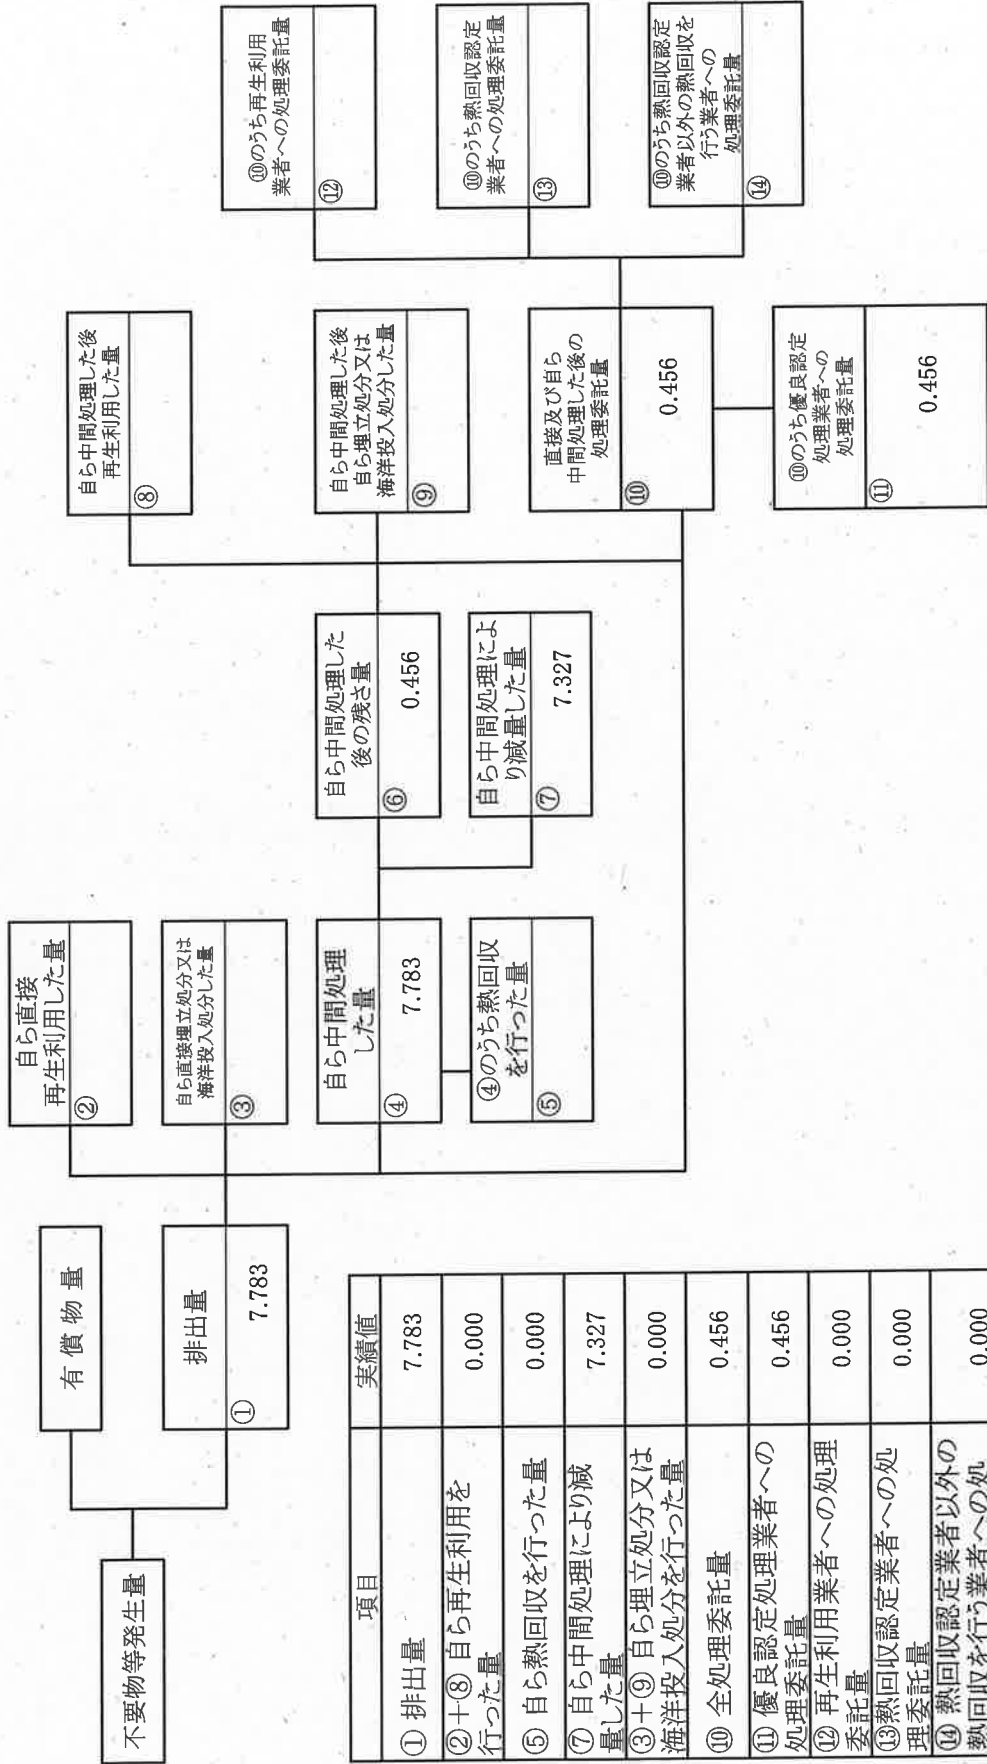 不要物等発生量
有償物量
排出量
①
7.783
自ら直接
再生利用した量
②
自ら直接埋立処分又は
海洋投入処分した量
③
自ら中間処理
した量
④
7.783
④のうち熱回収
を行った量
⑤
自ら中間処理した
後の残さ量
⑥
0.456
自ら中間処理によ
り減量した量
⑦
7.327
自ら中間処理した後
再生利用した量
⑧
自ら中間処理した後
自ら埋立処分又は
海洋投入処分した量
⑨
直接及び自ら
中間処理した後の
処理委託量
⑩
0.456
⑩のうち優良認定
処理業者への
処理委託量
⑪
0.456
⑩のうち再生利用
業者への処理委託量
⑫
⑩のうち熱回収認定
業者への処理委託量
⑬
⑩のうち熱回収認定
業者以外の熱回収を
行う業者への
処理委託量
⑭
項目 実績値
① 排出量 7.783
②+⑧ 自ら再生利用を
行った量 0.000
⑤ 自ら熱回収を行った量 0.000
⑦ 自ら中間処理により減
量した量 7.327
③+⑨ 自ら埋立処分又は
海洋投入処分を行った量 0.000
⑩ 全処理委託量 0.456
⑪ 優良認定処理業者への
処理委託量 0.456
⑫ 再生利用業者への処理
委託量 0.000
⑬熱回収認定業者への処
理委託量 0.000
⑭ 熱回収認定業者以外の
熱回収を行う業者への処 0.000